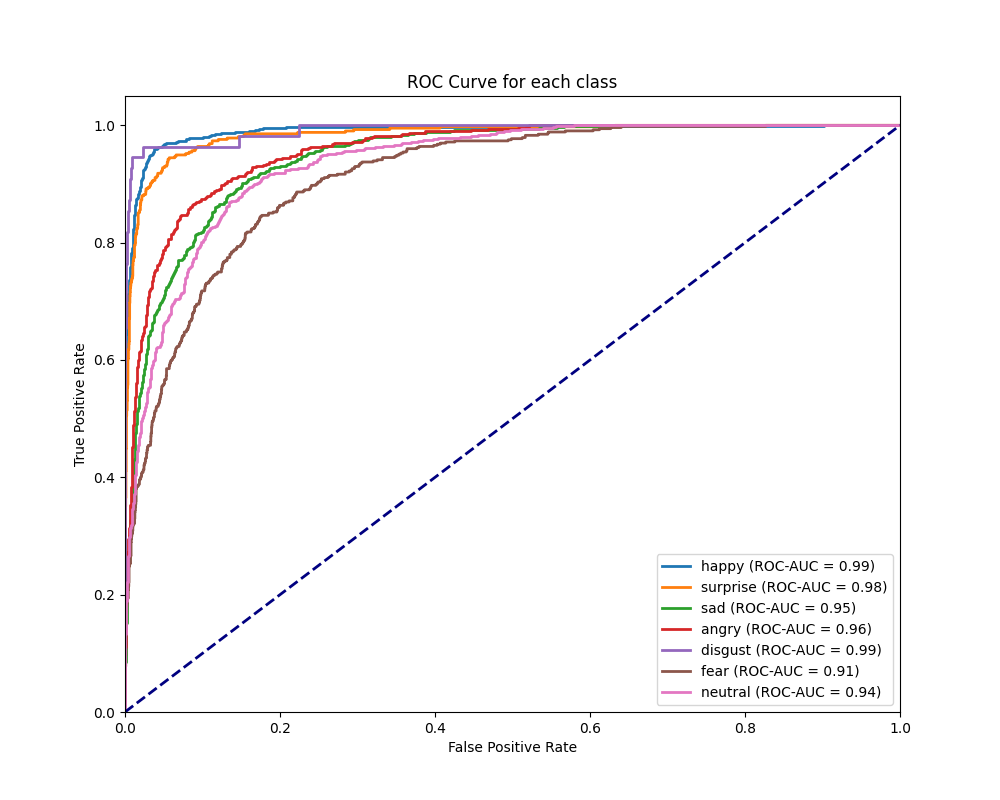 ROC Curve for each class
True Positive Rate
1.0
0.8
0.6
0.4
0.2
0.0
0.0 0.2 0.4 0.6 0.8 1.0
False Positive Rate
happy (ROC-AUC = 0.99)
surprise (ROC-AUC = 0.98)
sad (ROC-AUC = 0.95)
angry (ROC-AUC = 0.96)
disgust (ROC-AUC = 0.99)
fear (ROC-AUC = 0.91)
neutral (ROC-AUC = 0.94)